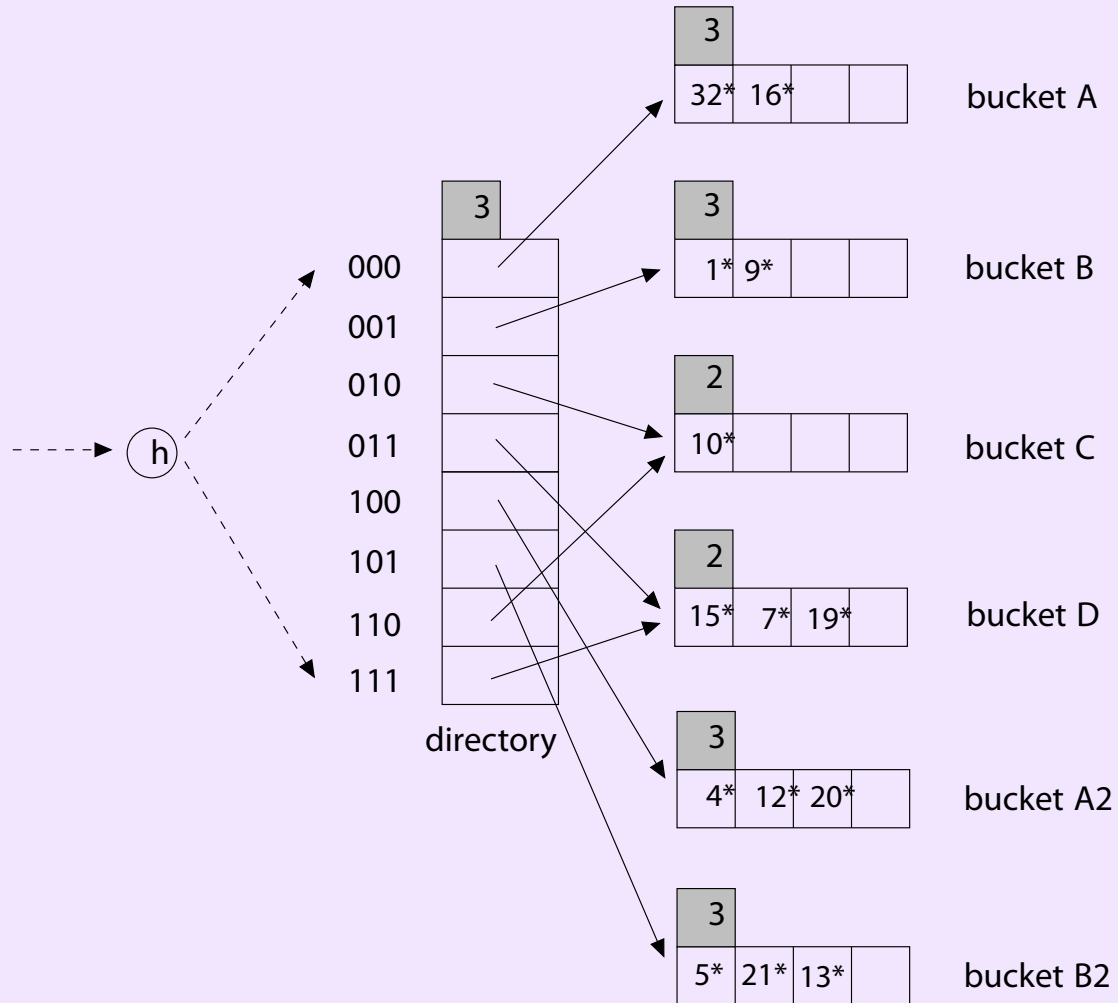 3
32* 16*
bucket A
3
3
000
1* 9*
bucket B
001
2
010
011
10*
bucket C
h
100
2
101
15* 7* 19*
bucket D
110
111
directory
3
4* 12* 20*
bucket A2
3
5* 21* 13*
bucket B2